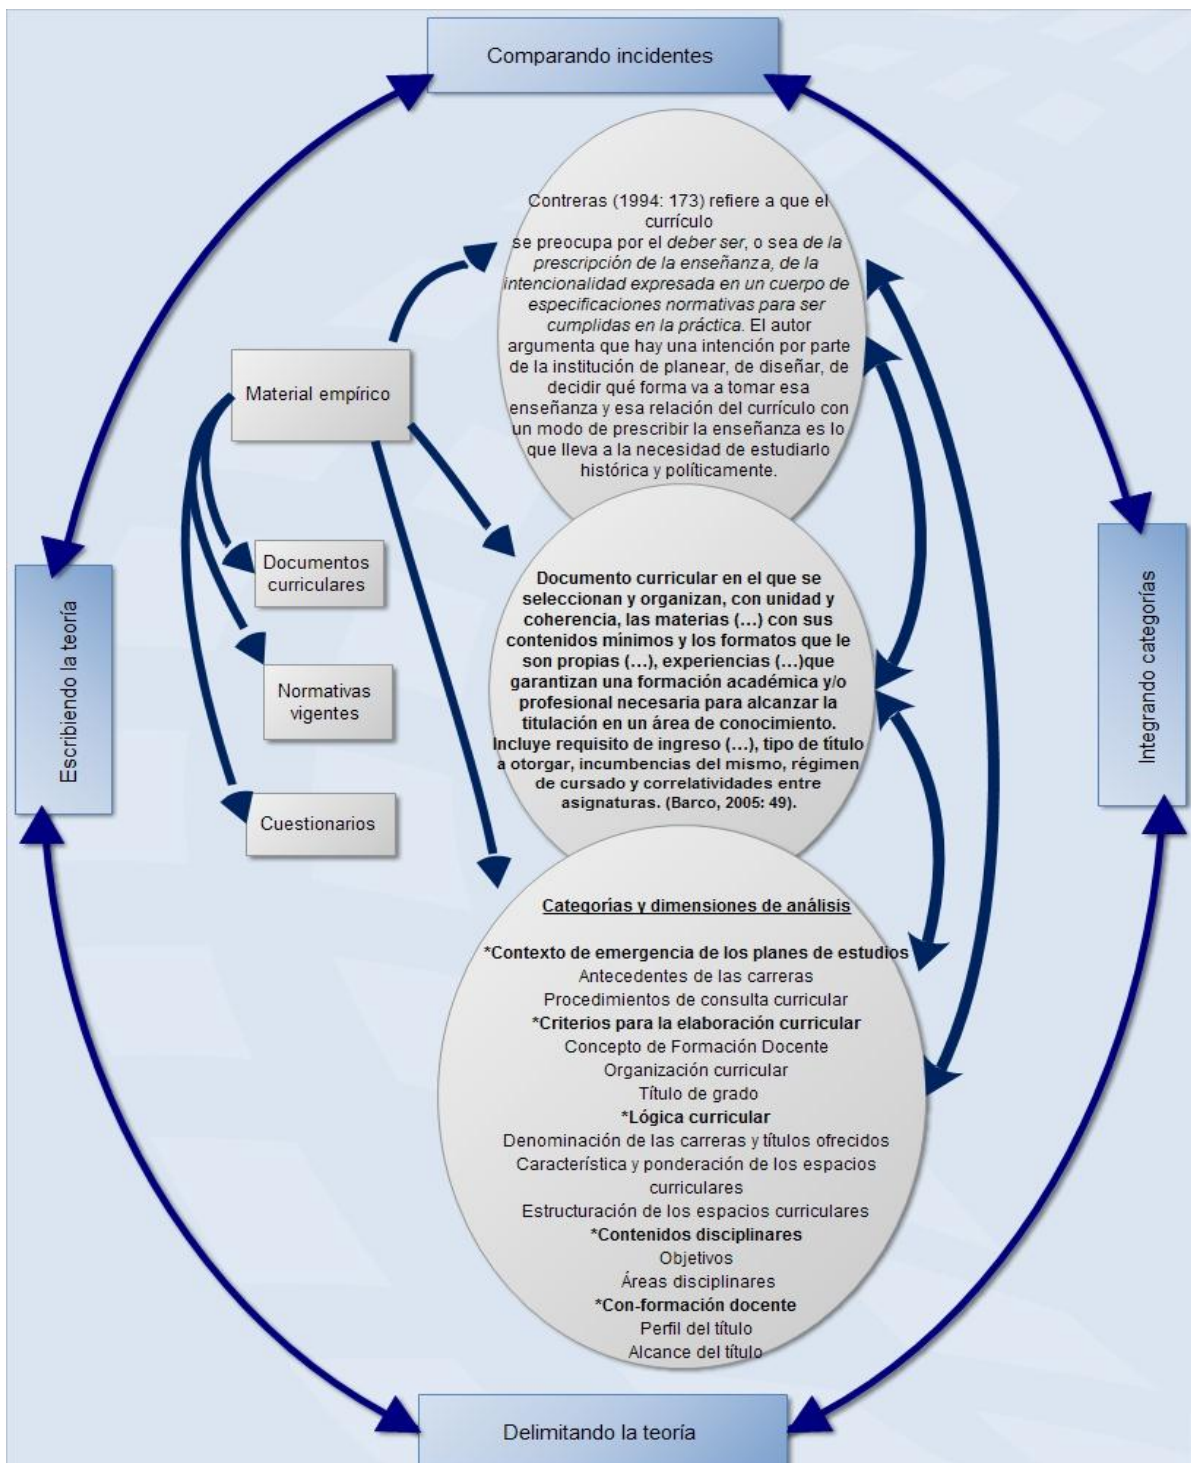 Comparando incidentes
Contreras (1994: 173) refiere a que el
currículo
se preocupa por el deber ser, o sea de la
prescripción de la enseñanza, de la
intencionalidad expresada en un cuerpo de
especificaciones normativas para ser
cumplidas en la práctica. El autor
argumenta que hay una intención por parte
de la institución de planear, de diseñar, de
decidir qué forma va a tomar esa
enseñanza y esa relación del currículo con
un modo de prescribir la enseñanza es lo
que lleva a la necesidad de estudiarlo
histórica y políticamente.
Material empírico
Documentos
curriculares
Normativas
vigentes
Cuestionarios
Escribiendo la teoría
Documento curricular en el que se
seleccionan y organizan, con unidad y
coherencia, las materias (...) con sus
contenidos mínimos y los formatos que le
son propias (...), experiencias (...)que
garantizan una formación académica y/o
profesional necesaria para alcanzar la
titulación en un área de conocimiento.
Incluye requisito de ingreso (...), tipo de título
a otorgar, incumbencias del mismo, régimen
de cursado y correlatividades entre
asignaturas. (Barco, 2005: 49).
Integrando categorías
Categorías y dimensiones de análisis
*Contexto de emergencia de los planes de estudios
Antecedentes de las carreras
Procedimientos de consulta curricular
*Criterios para la elaboración curricular
Concepto de Formación Docente
Organización curricular
Título de grado
*Lógica curricular
Denominación de las carreras y títulos ofrecidos
Característica y ponderación de los espacios
curriculares
Estructuración de los espacios curriculares
*Contenidos disciplinares
Objetivos
Áreas disciplinares
*Con-formación docente
Perfil del título
Alcance del título
Delimitando la teoría